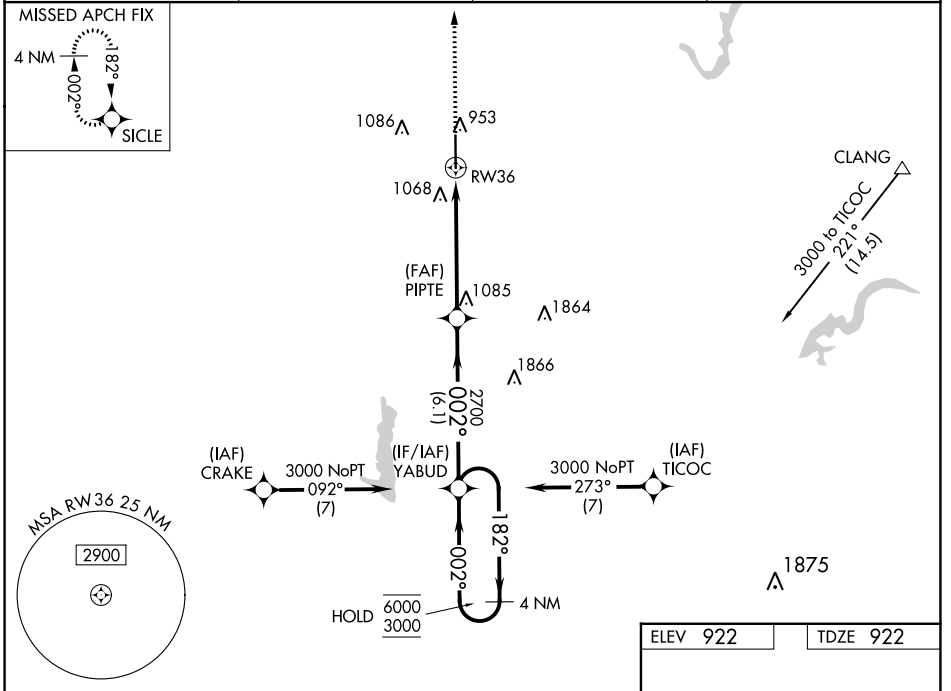 MISSED APCH FIX
4 NM
002°
182°
SICLE
1086
953
RW36
1068
CLANG
3000 to TICOC
221°
(14.5)
(FAF)
PIPTE
1085
1864
1866
2700
002°
(6.1)
(IAF)
CRAKE
3000 NoPT
092°
(7)
(IF/IAF)
YABUD
3000 NoPT
273°
(7)
(IAF)
TICOC
MSA RW36 25 NM
2900
002°
182°
HOLD
6000
3000
4 NM
1875
ELEV 922
TDZE 922